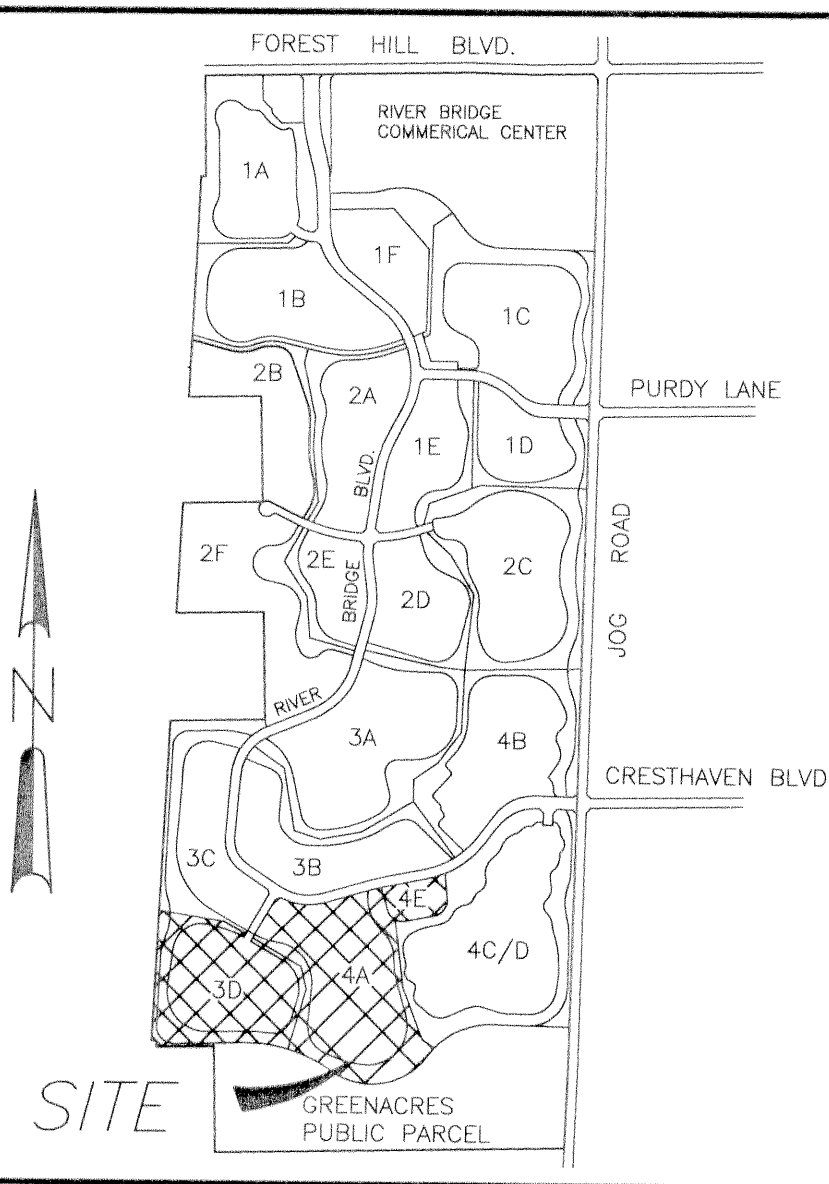 FOREST HILL BLVD.
RIVER BRIDGE
COMMERICAL CENTER
1A
1F
1B
1C
2B
2A
PURDY LANE
1E
1D
BLVD.
JOG ROAD
2F
2E
2C
BRIDGE
2D
N
RIVER
3A
4B
CRESTHAVEN BLVD
3C
3B
4E
4C/D
3D
4A
SITE
GREENACRES
PUBLIC PARCEL